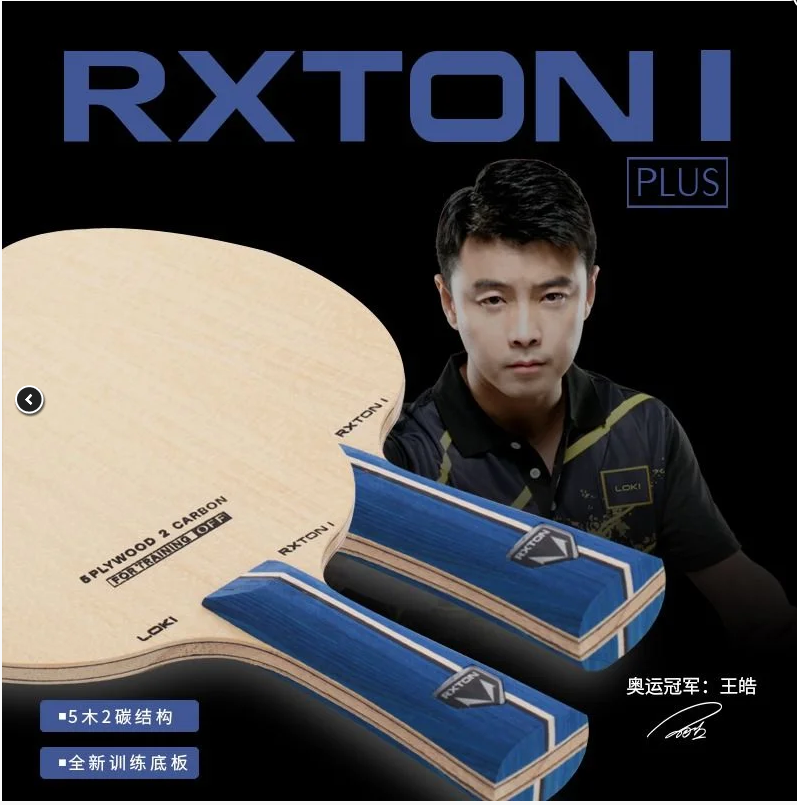 RXTON I
PLUS
RXTON I
LOKI
5 PLYWOOD 2 CARBON
FOR TRAINING OFF
RXTON I
RXTON
LOKI
RXTON
奥运冠军：王皓
▪5木2碳结构
▪全新训练底板